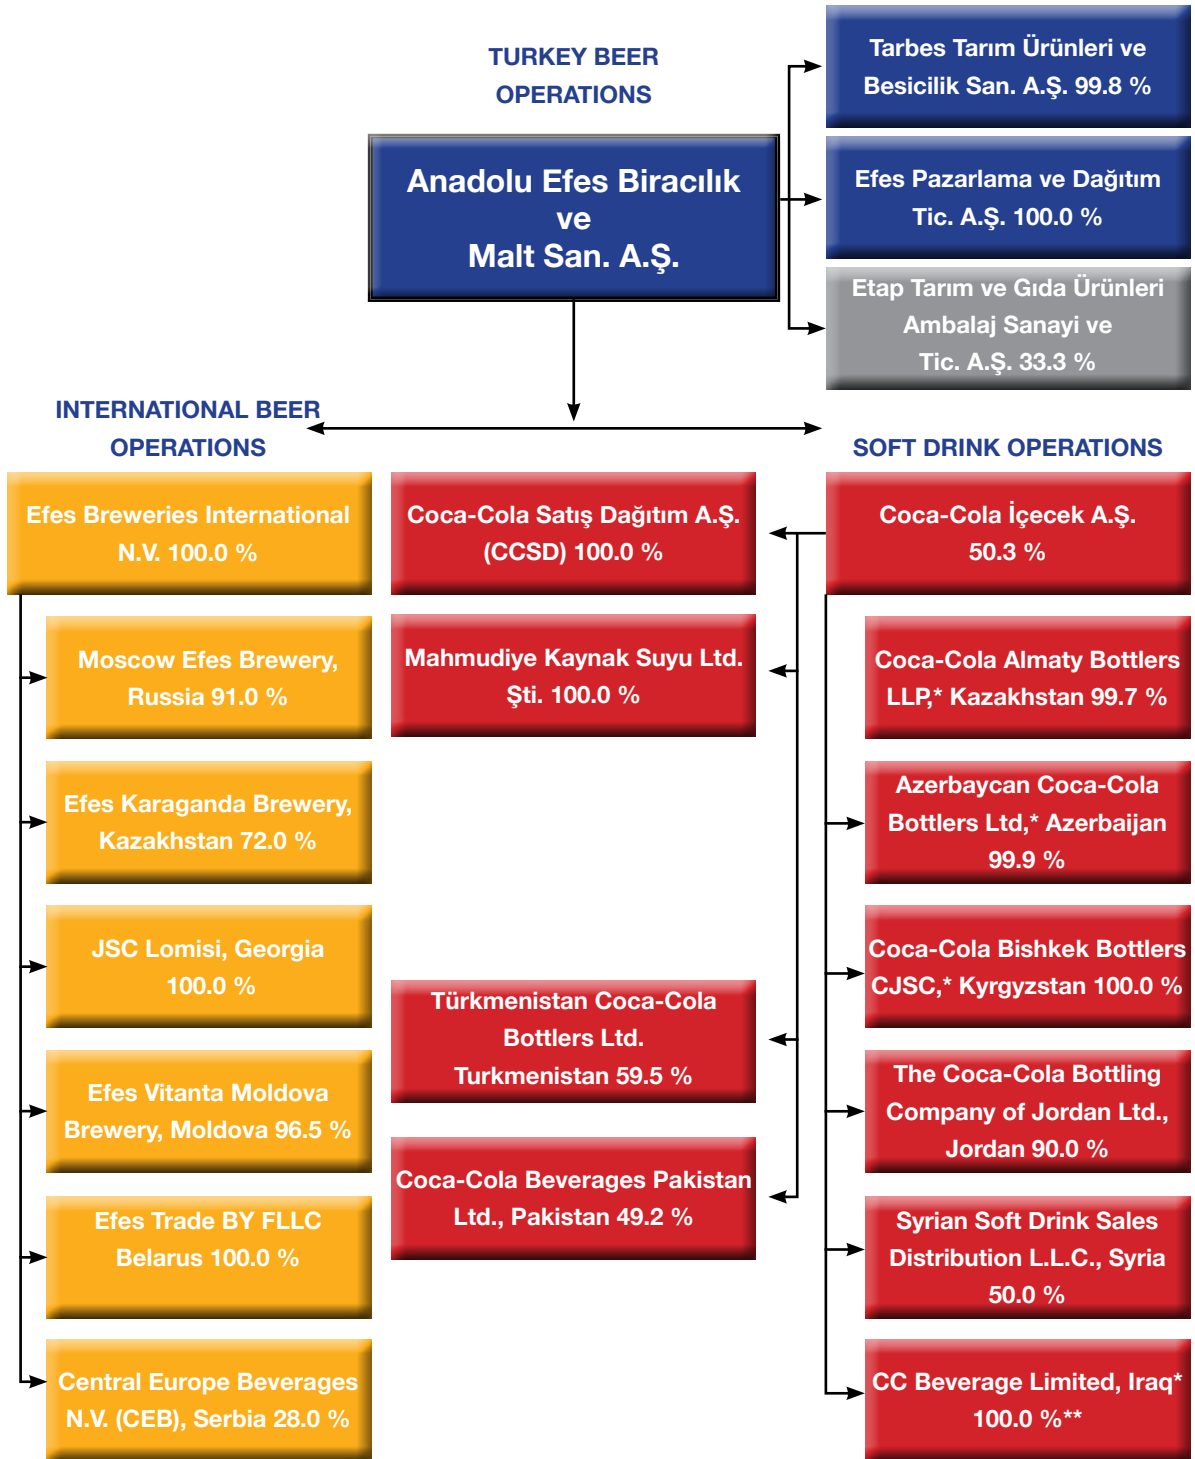 TURKEY BEER
OPERATIONS
Anadolu Efes Biracılık
ve
Malt San. A.Ş.
Tarbes Tarım Ürünleri ve
Besicilik San. A.Ş. 99.8 %
Efes Pazarlama ve Dağıtım
Tic. A.Ş. 100.0 %
Etap Tarım ve Gıda Ürünleri
Ambalaj Sanayi ve
Tic. A.Ş. 33.3 %
INTERNATIONAL BEER
OPERATIONS
Efes Breweries International
N.V. 100.0 %
Moscow Efes Brewery,
Russia 91.0 %
Efes Karaganda Brewery,
Kazakhstan 72.0 %
JSC Lomisi, Georgia
100.0 %
Efes Vitanta Moldova
Brewery, Moldova 96.5 %
Efes Trade BY FLLC
Belarus 100.0 %
Central Europe Beverages
N.V. (CEB), Serbia 28.0 %
Coca-Cola Satış Dağıtım A.Ş.
(CCSD) 100.0 %
Mahmudiye Kaynak Suyu Ltd.
Şti. 100.0 %
Türkmenistan Coca-Cola
Bottlers Ltd.
Turkmenistan 59.5 %
Coca-Cola Beverages Pakistan
Ltd., Pakistan 49.2 %
SOFT DRINK OPERATIONS
Coca-Cola İçecek A.Ş.
50.3 %
Coca-Cola Almaty Bottlers
LLP,* Kazakhstan 99.7 %
Azerbaycan Coca-Cola
Bottlers Ltd,* Azerbaijan
99.9 %
Coca-Cola Bishkek Bottlers
CJSC,* Kyrgyzstan 100.0 %
The Coca-Cola Bottling
Company of Jordan Ltd.,
Jordan 90.0 %
Syrian Soft Drink Sales
Distribution L.L.C., Syria
50.0 %
CC Beverage Limited, Iraq*
100.0 %**